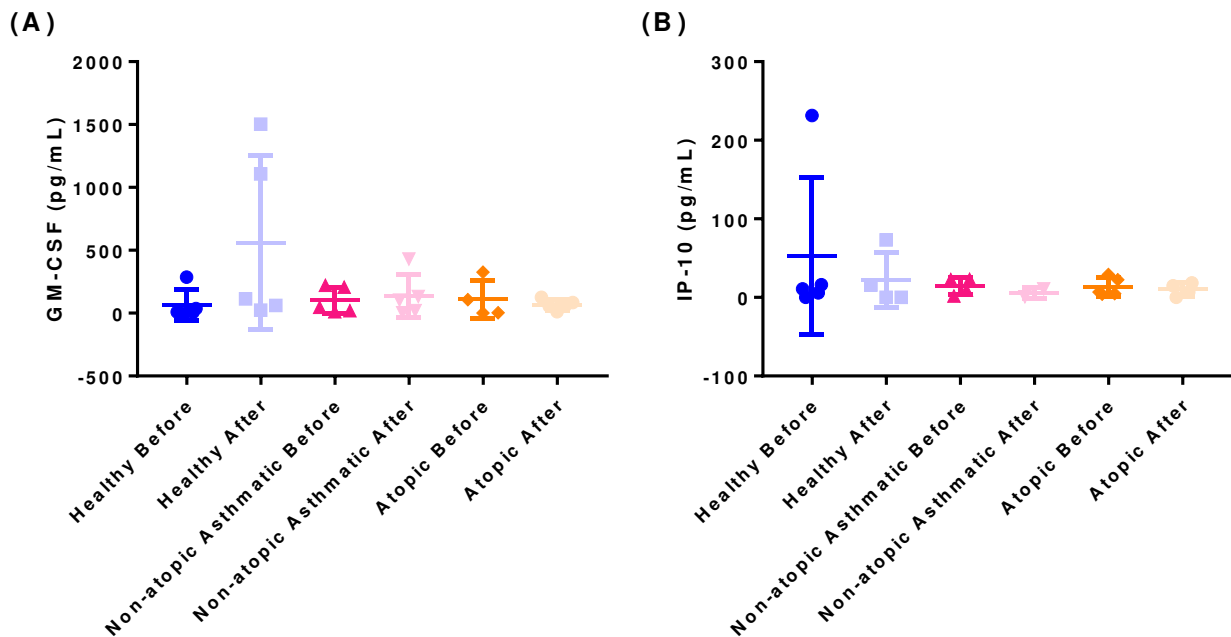 (A)
GM-CSF (pg/mL)
2000
1500
1000
500
0
-500
Healthy Before
Healthy After
Non-atopic Asthmatic Before
Non-atopic Asthmatic After
Atopic Before
Atopic After
(B)
IP-10 (pg/mL)
300
200
100
0
-100
Healthy Before
Healthy After
Non-atopic Asthmatic Before
Non-atopic Asthmatic After
Atopic Before
Atopic After